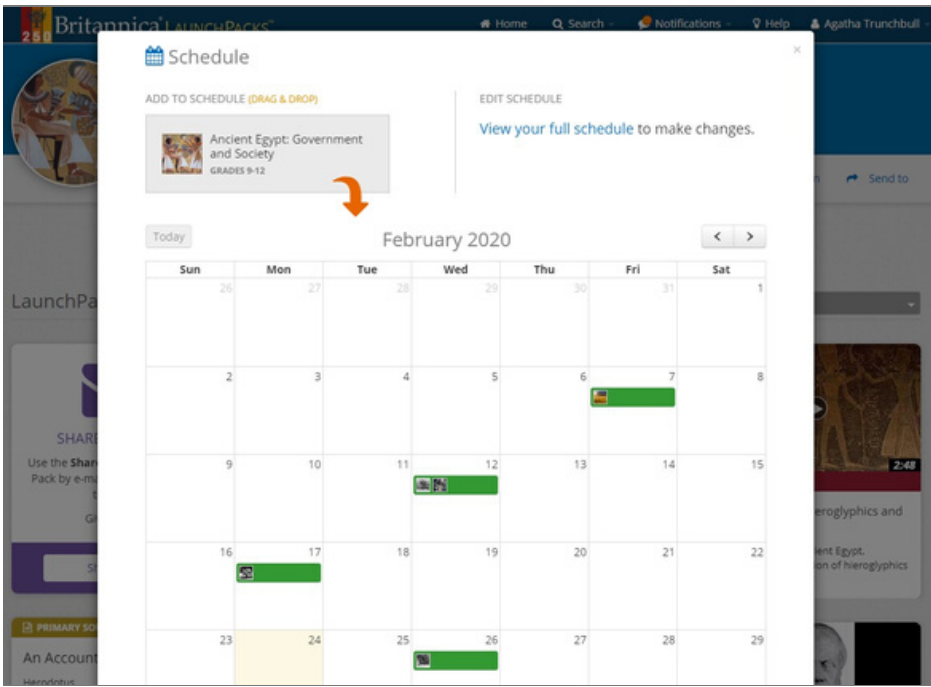 250
Britannica LAUNCHPACKS
Home
Search
Notifications
Help
Agatha Trunchbull
Schedule
×
ADD TO SCHEDULE (DRAG & DROP)
Ancient Egypt: Government
and Society
GRADES 9-12
EDIT SCHEDULE
View your full schedule to make changes.
Send to
Today
February 2020
< >
Sun Mon Tue Wed Thu Fri Sat
26 27 28 29 30 31 1
2 3 4 5 6 7 8
9 10 11 12 13 14 15
16 17 18 19 20 21 22
23 24 25 26 27 28 29
LaunchPa
SHARE
Use the Shar
Pack by e-ma
2:48
eroglyphics and
ient Egypt.
on of hieroglyphics
PRIMARY SO
An Account
Herodotus